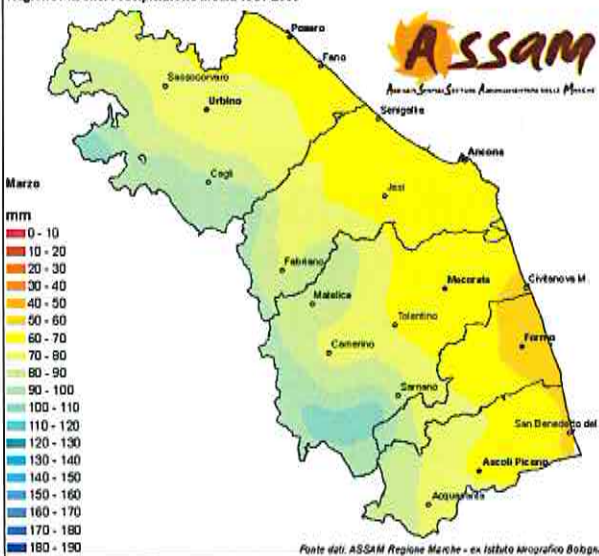 ASSAM
Pesaro
Fano
Sassocorvaro
Urbino
Senigallia
Ancona
Cagli
Jesi
Marzo
mm
0 - 10
10 - 20
20 - 30
30 - 40
40 - 50
50 - 60
60 - 70
70 - 80
80 - 90
90 - 100
100 - 110
110 - 120
120 - 130
130 - 140
140 - 150
150 - 160
160 - 170
170 - 180
180 - 190
Fabriano
Matelica
Macerata
Civitanova M
Tolentino
Camerino
Fermo
Sarnano
San Benedetto del
Ascoli Piceno
Acquasanta
Fonte dati: ASSAM Regione Marche - ex Istituto Idrografico Bologna